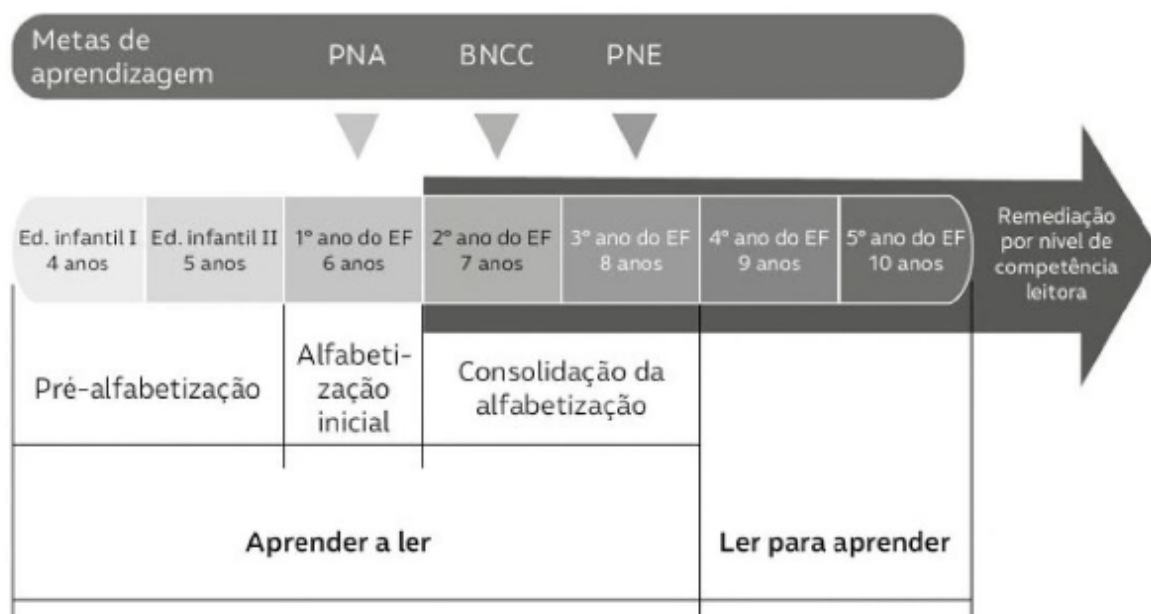 Metas de
aprendizagem
PNA
BNCC
PNE
Ed. infantil I
4 anos
Ed. infantil II
5 anos
1º ano do EF
6 anos
2º ano do EF
7 anos
3º ano do EF
8 anos
4º ano do EF
9 anos
5º ano do EF
10 anos
Remediação
por nível de
competência
leitora
Pré-alfabetização
Alfabeti-
zação
inicial
Consolidação da
alfabetização
Aprender a ler
Ler para aprender